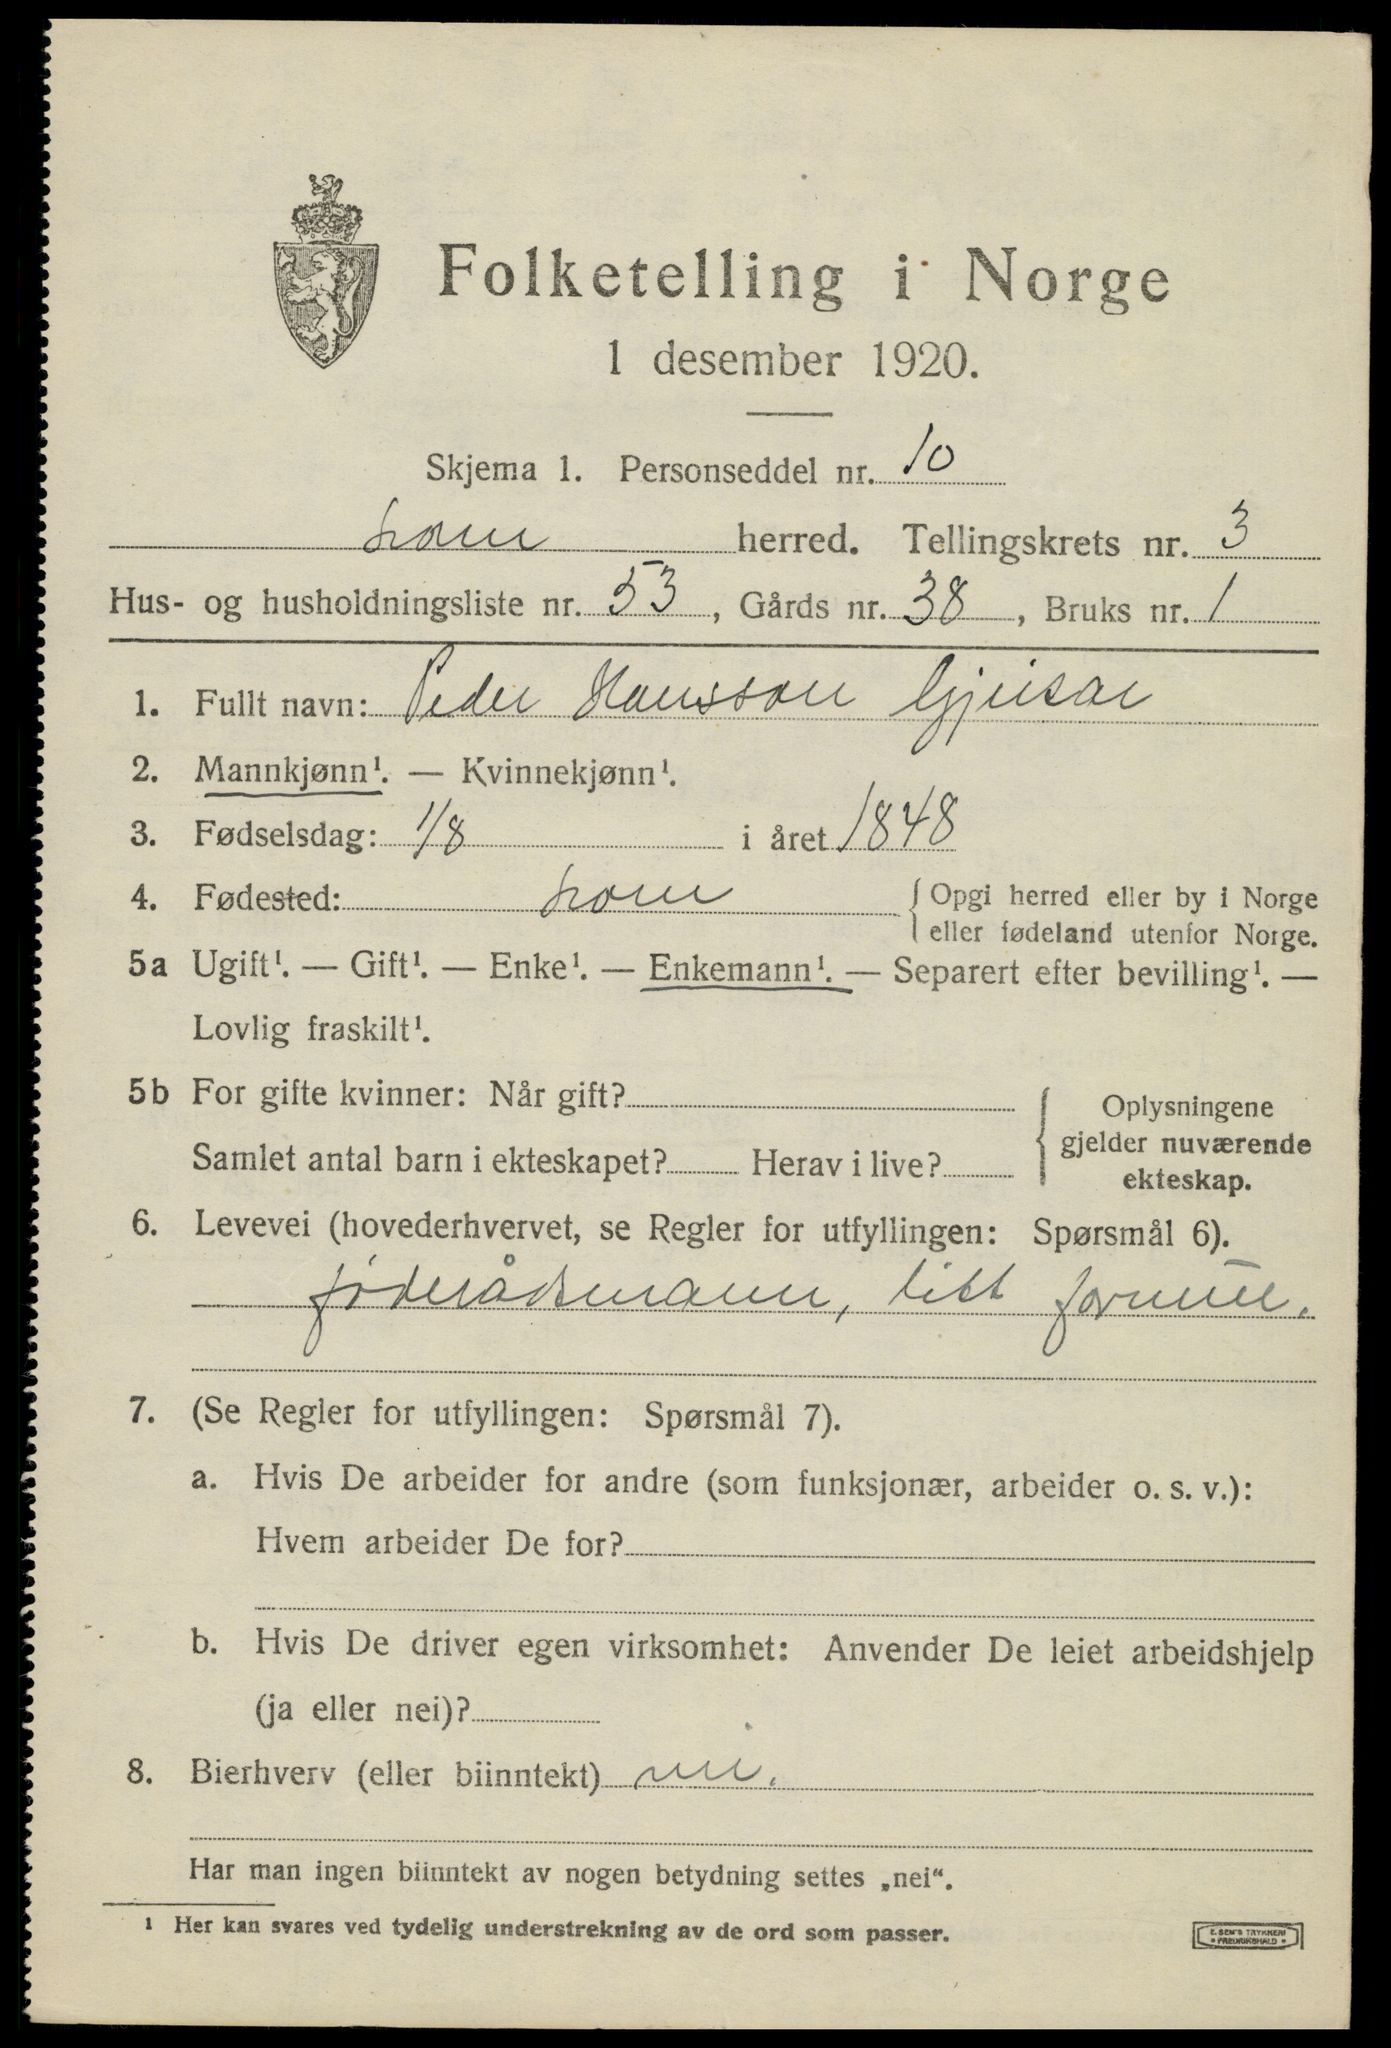 Folketelling i Norge
1 desember 1920.
Skjema 1. Personseddel nr. 10
Lom herred. Tellingskrets nr. 3
Hus- og husholdningsliste nr. 53, Gårds nr. 38, Bruks nr. 1
1. Fullt navn: Peder Hansson Gjeisar
2. Mannkjønn¹. — Kvinnekjønn¹.
3. Fødselsdag: 1/8 i året 1848
4. Fødested: Lom { Opgi herred eller by i Norge
eller fødeland utenfor Norge.
5a Ugift¹. — Gift¹. — Enke¹. — Enkemann¹. — Separert efter bevilling¹. —
Lovlig fraskilt¹.
5b For gifte kvinner: Når gift? { Oplysningene
gjelder nuværende
Samlet antal barn i ekteskapet? Herav i live?
ekteskap.
6. Levevei (hovederhvervet, se Regler for utfyllingen: Spørsmål 6).
føderådsmann, litt formue.
7. (Se Regler for utfyllingen: Spørsmål 7).
a. Hvis De arbeider for andre (som funksjonær, arbeider o. s. v.):
Hvem arbeider De for?
b. Hvis De driver egen virksomhet: Anvender De leiet arbeidshjelp
(ja eller nei)?
8. Bierhverv (eller biinntekt) nei.
Har man ingen biinntekt av nogen betydning settes „nei“.
¹ Her kan svares ved tydelig understrekning av de ord som passer.
E. SEM'S TRYKKERI
FREDRIKSHALD